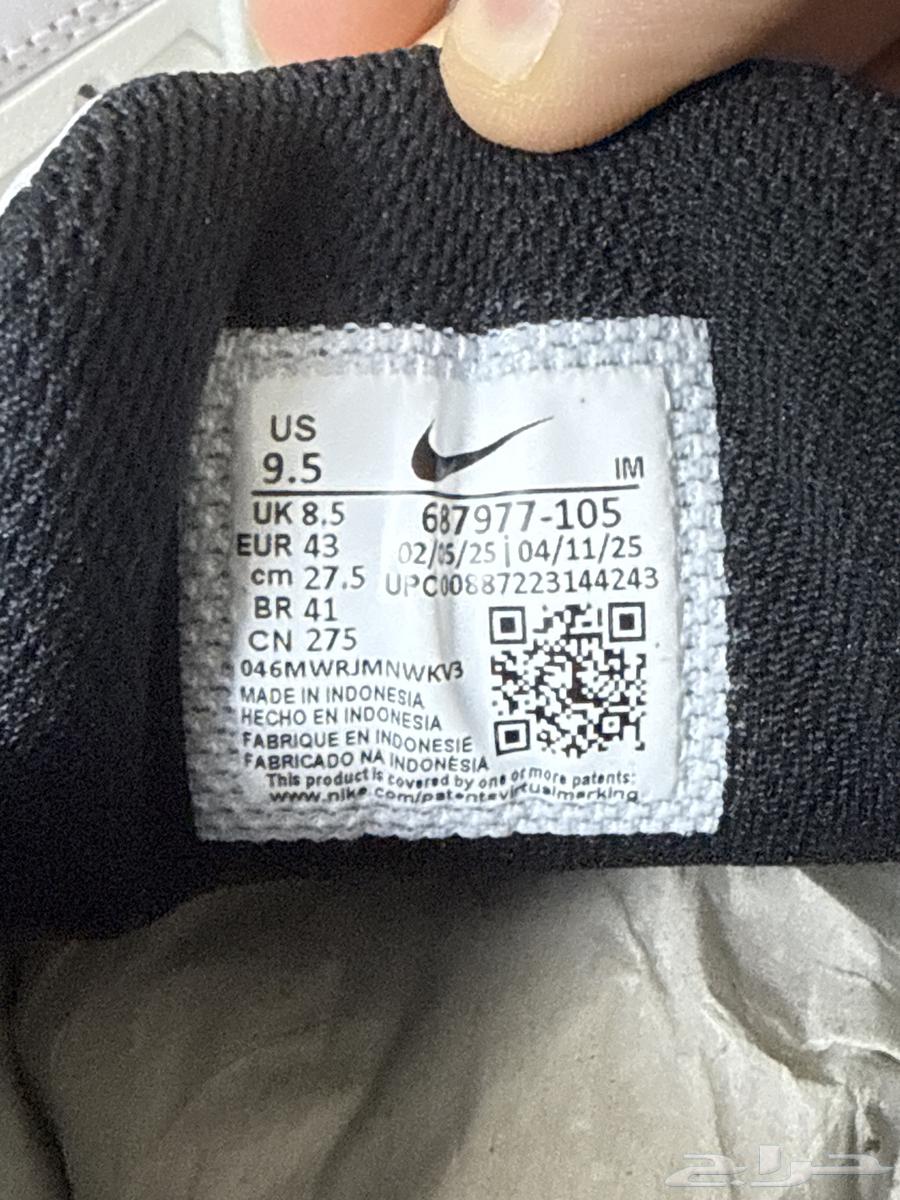 US
9.5
IM
UK 8.5
687977-105
EUR 43
02/05/25 | 04/11/25
cm 27.5
UPC00887223144243
BR 41
CN 275
046MWRJMNWKV3
MADE IN INDONESIA
HECHO EN INDONESIA
FABRIQUE EN INDONESIE
FABRICADO NA INDONESIA
This product is covered by one or more patents:
www.nike.com/patentsvirtualmarking
حراج